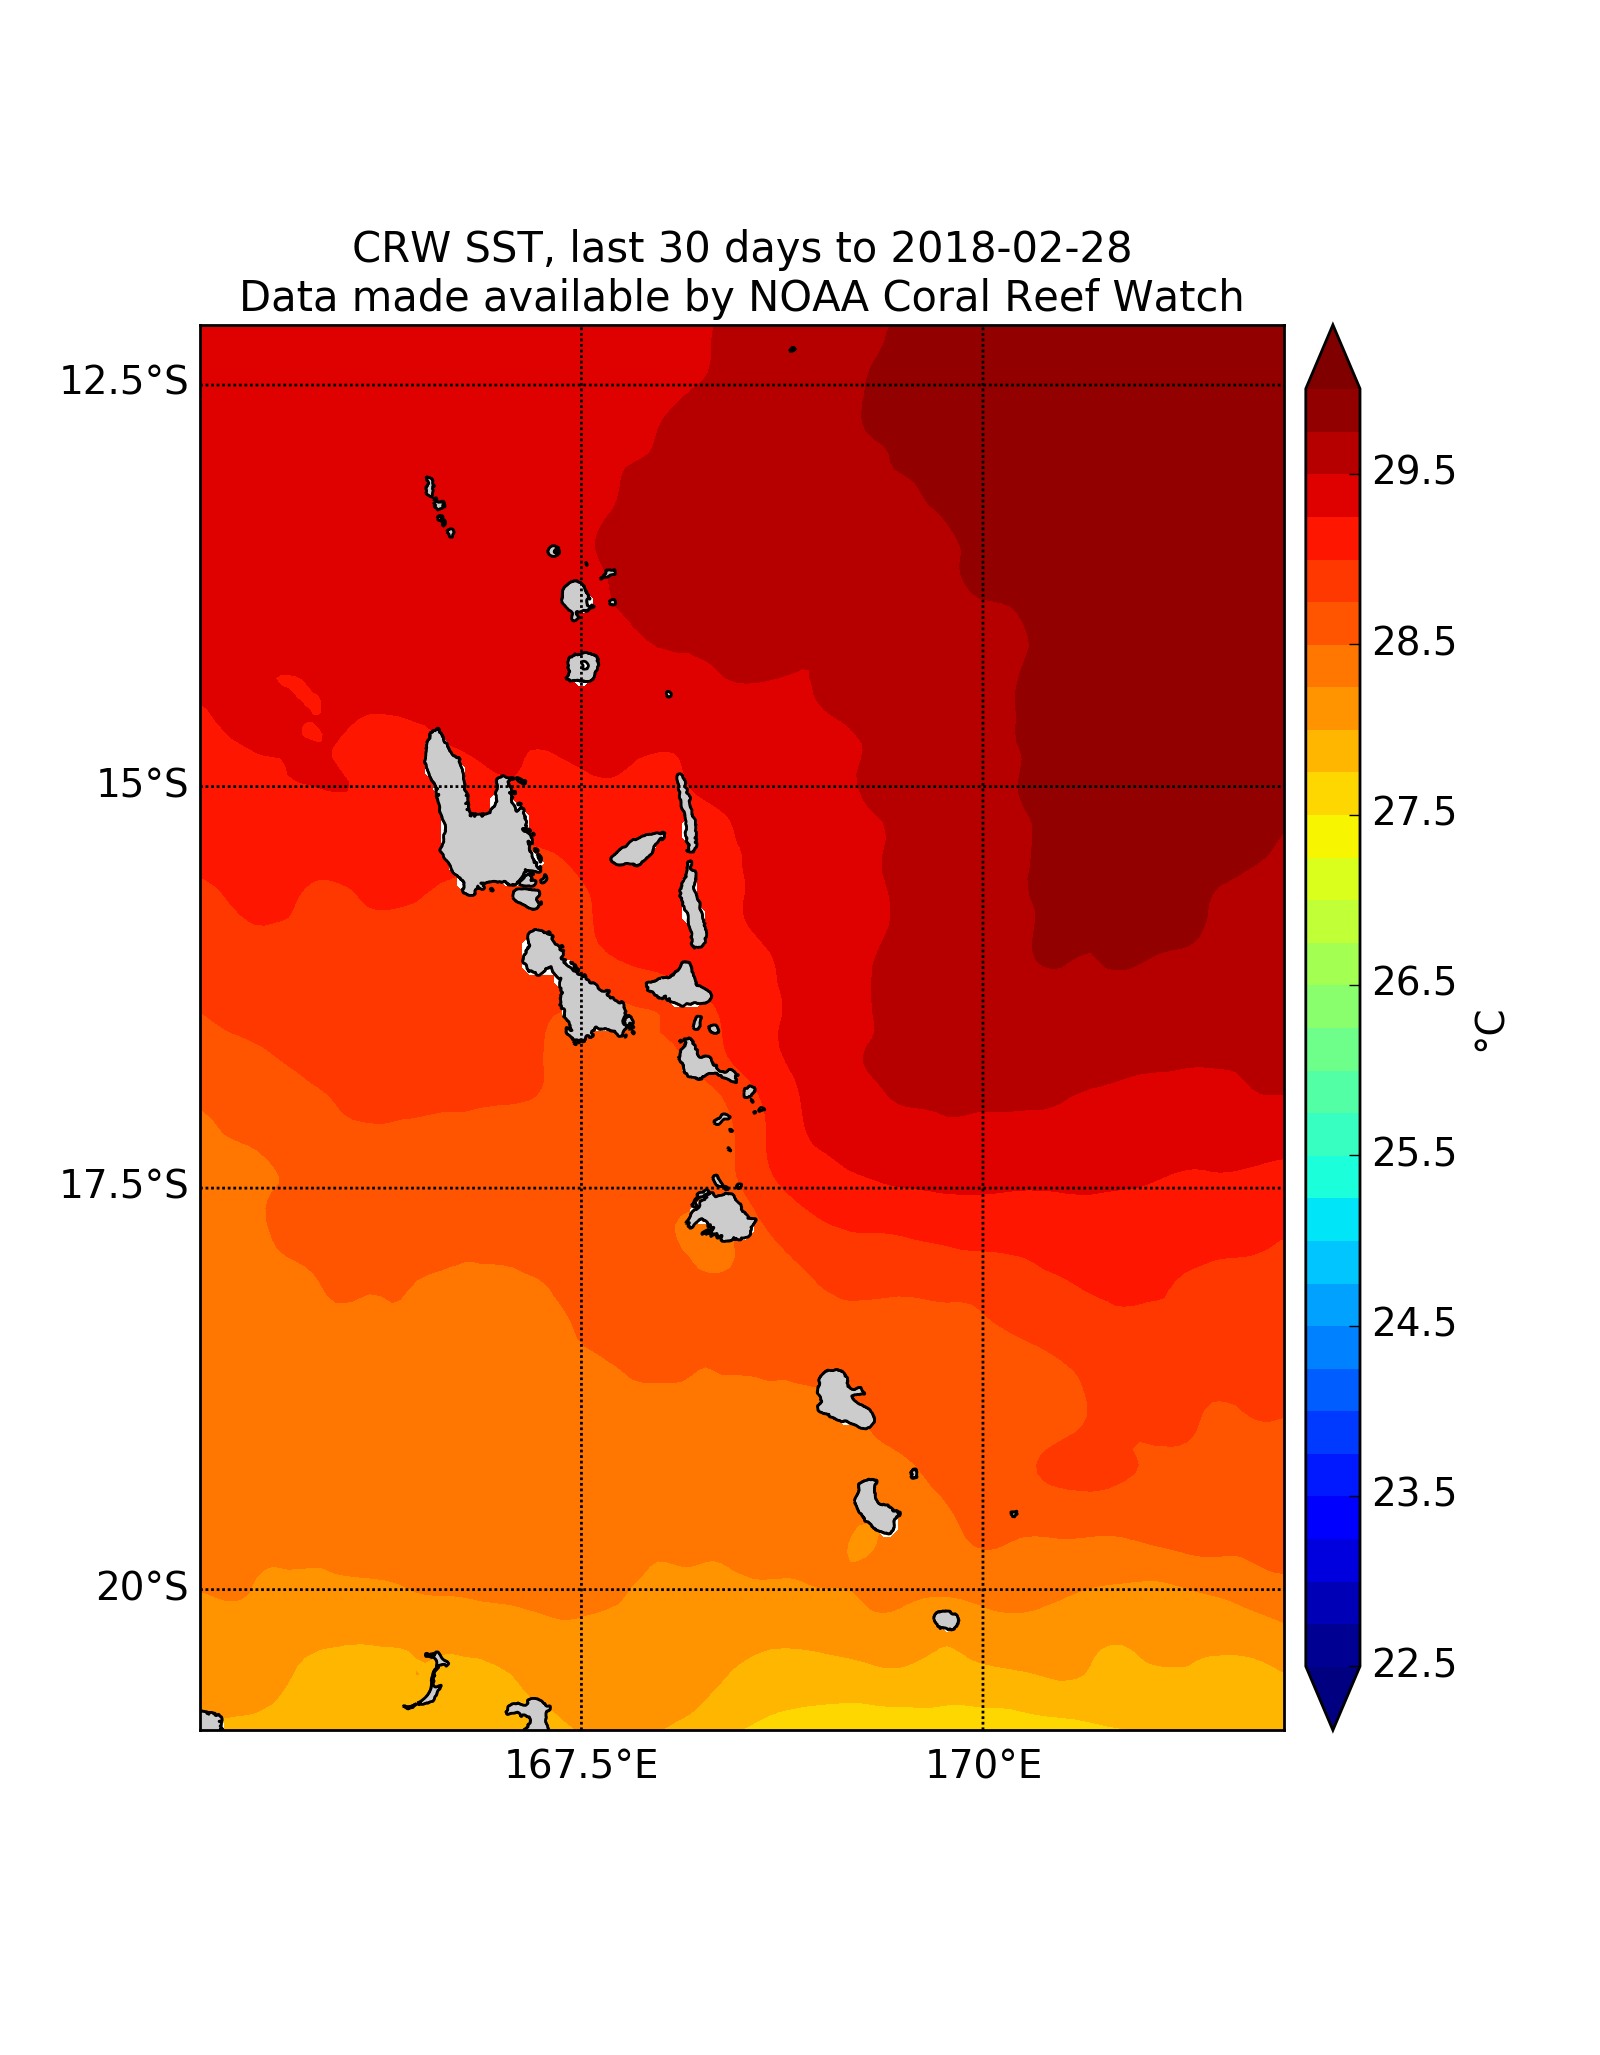 CRW SST, last 30 days to 2018-02-28
Data made available by NOAA Coral Reef Watch
12.5°S
15°S
17.5°S
20°S
167.5°E
170°E
29.5
28.5
27.5
26.5
25.5
24.5
23.5
22.5
°C